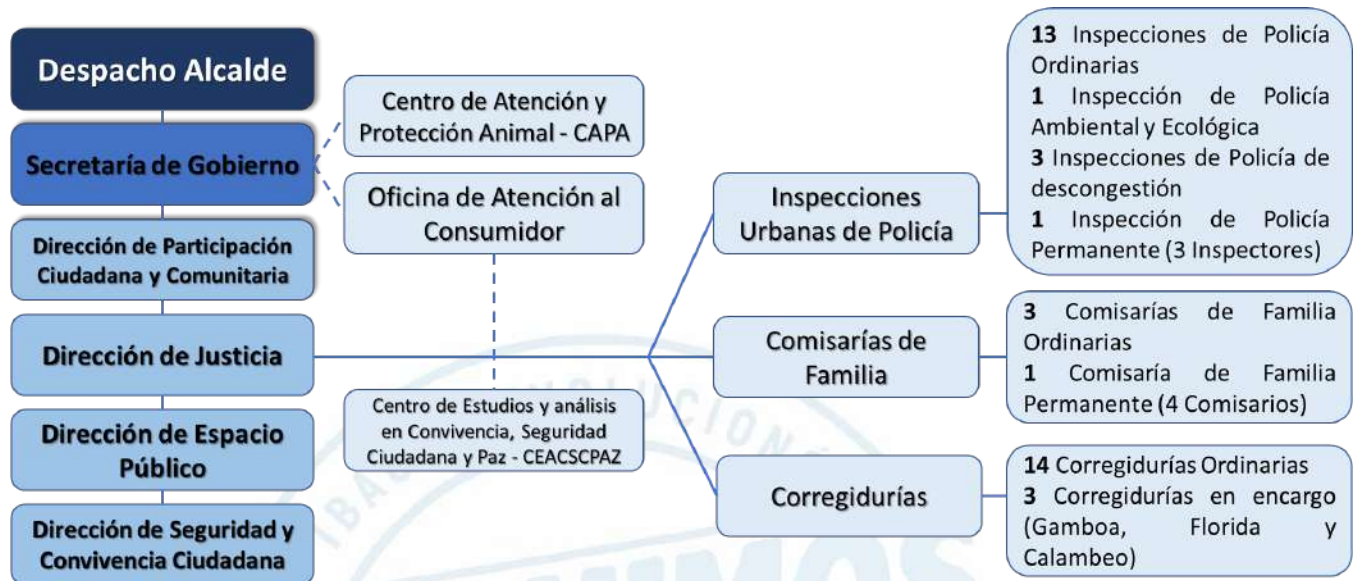 Despacho Alcalde
Secretaría de Gobierno
Dirección de Participación
Ciudadana y Comunitaria
Dirección de Justicia
Dirección de Espacio
Público
Dirección de Seguridad y
Convivencia Ciudadana
Centro de Atención y
Protección Animal - CAPA
Oficina de Atención al
Consumidor
Centro de Estudios y análisis
en Convivencia, Seguridad
Ciudadana y Paz - CEACSCPAZ
Inspecciones
Urbanas de Policía
Comisarías de
Familia
Corregidurías
13 Inspecciones de Policía
Ordinarias
1 Inspección de Policía
Ambiental y Ecológica
3 Inspecciones de Policía de
descongestión
1 Inspección de Policía
Permanente (3 Inspectores)
3 Comisarías de Familia
Ordinarias
1 Comisaría de Familia
Permanente (4 Comisarios)
14 Corregidurías Ordinarias
3 Corregidurías en encargo
(Gamboa, Florida y
Calambeo)